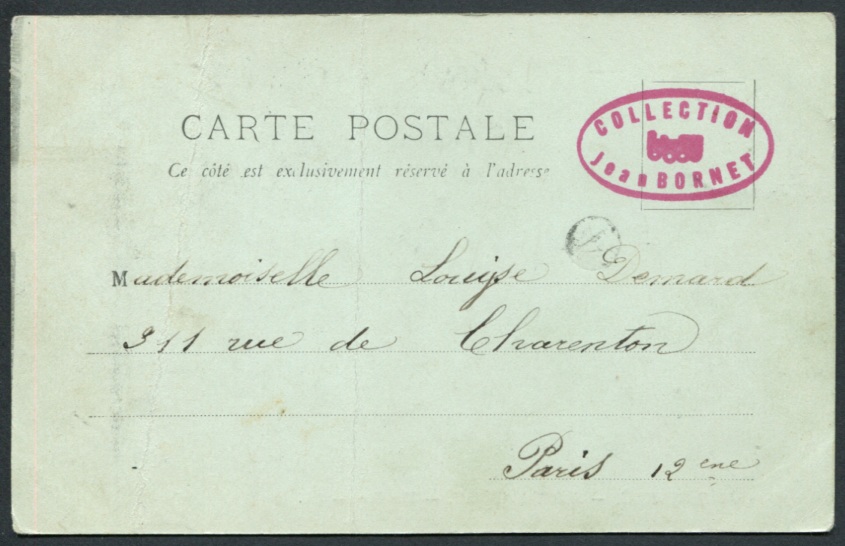 CARTE POSTALE
Ce côté est exclusivement réservé à l'adresse
COLLECTION
Jean BORNET
Mademoiselle Louise Demard
311 rue de Charenton
Paris 12eme